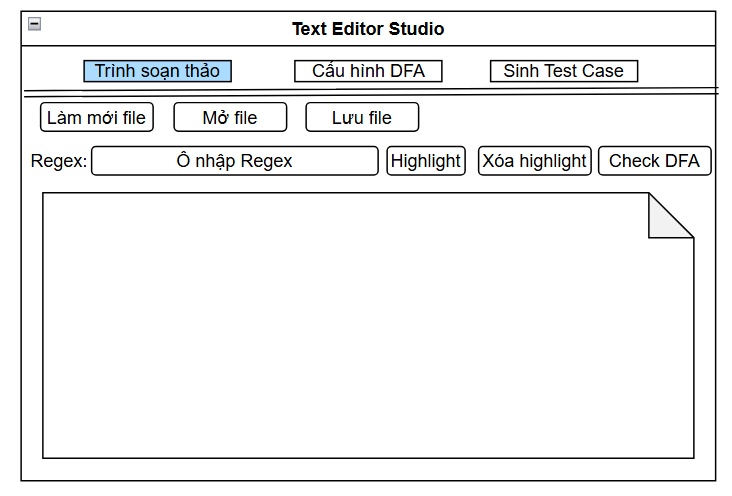 Text Editor Studio
Trình soạn thảo
Cấu hình DFA
Sinh Test Case
Làm mới file
Mở file
Lưu file
Regex:
Ô nhập Regex
Highlight
Xóa highlight
Check DFA